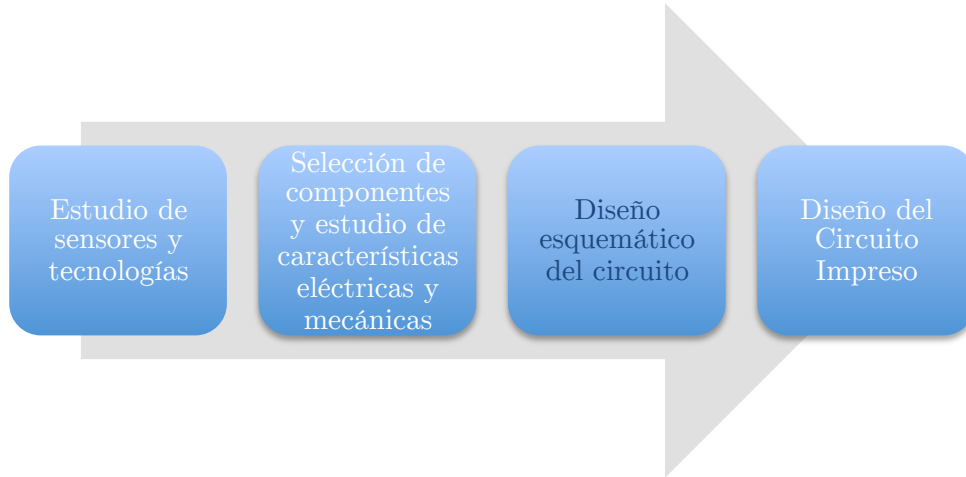 Estudio de
sensores y
tecnologías
Selección de
componentes
y estudio de
características
eléctricas y
mecánicas
Diseño
esquemático
del circuito
Diseño del
Circuito
Impreso